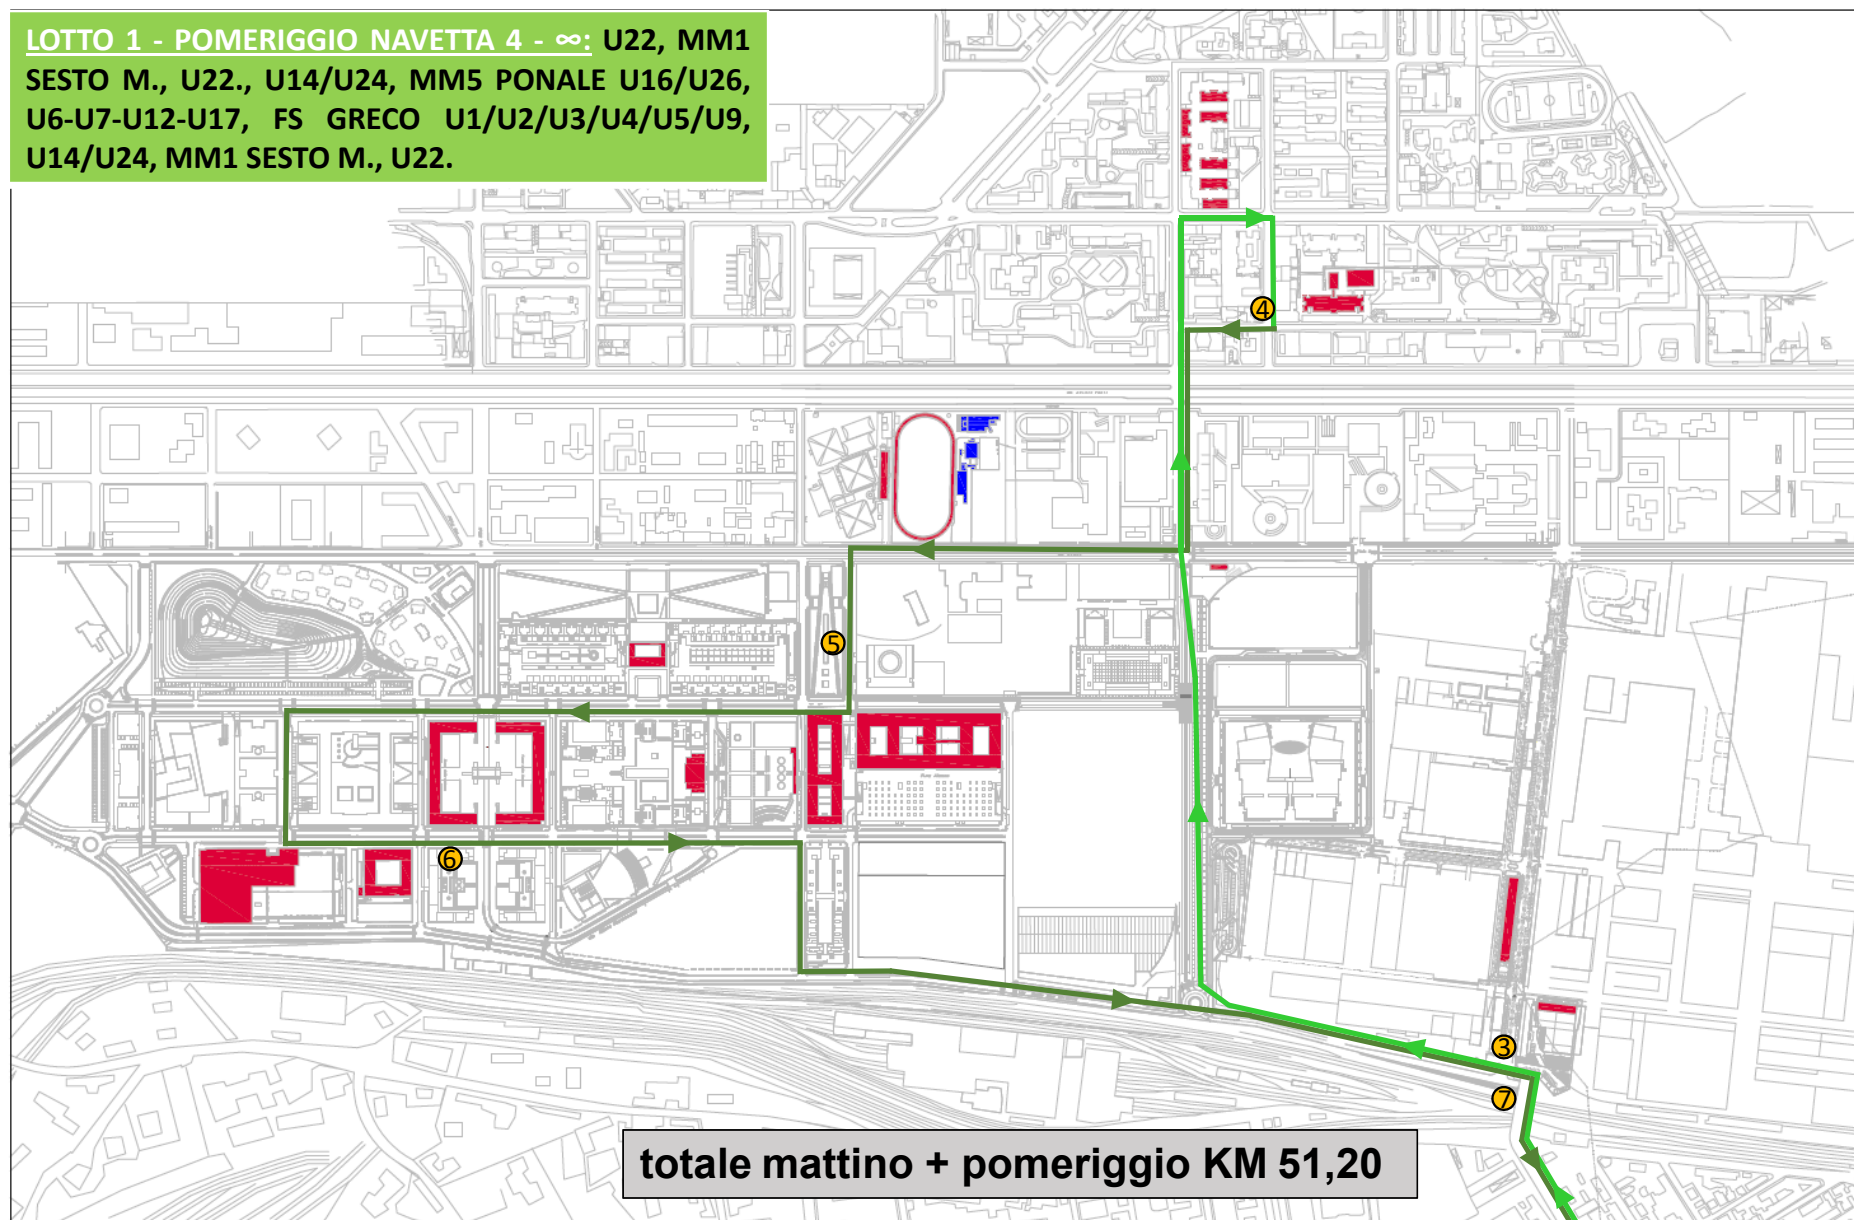 LOTTO 1 - POMERIGGIO NAVETTA 4 - ∞: U22, MM1
SESTO M., U22., U14/U24, MM5 PONALE U16/U26,
U6-U7-U12-U17, FS GRECO U1/U2/U3/U4/U5/U9,
U14/U24, MM1 SESTO M., U22.
4
5
6
3
7
totale mattino + pomeriggio KM 51,20